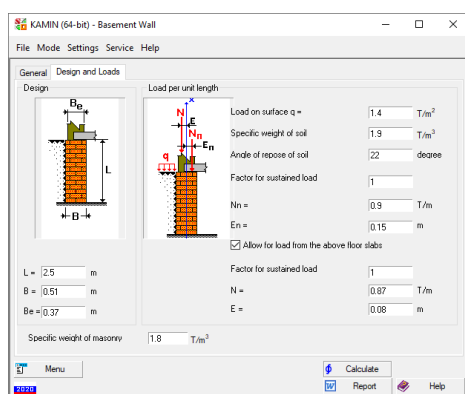 KAMIN (64-bit) - Basement Wall
File Mode Settings Service Help
General Design and Loads
Design
Load per unit length
Be
L
B
x
N
E
Nn
En
q
Load on surface q = 1.4 T/m²
Specific weight of soil 1.9 T/m³
Angle of repose of soil 22 degree
Factor for sustained load 1
Nn = 0.9 T/m
En = 0.15 m
Allow for load from the above floor slabs
Factor for sustained load 1
N = 0.87 T/m
E = 0.08 m
L = 2.5 m
B = 0.51 m
Be = 0.37 m
Specific weight of masonry 1.8 T/m³
Menu
Calculate
2020
W Report
Help